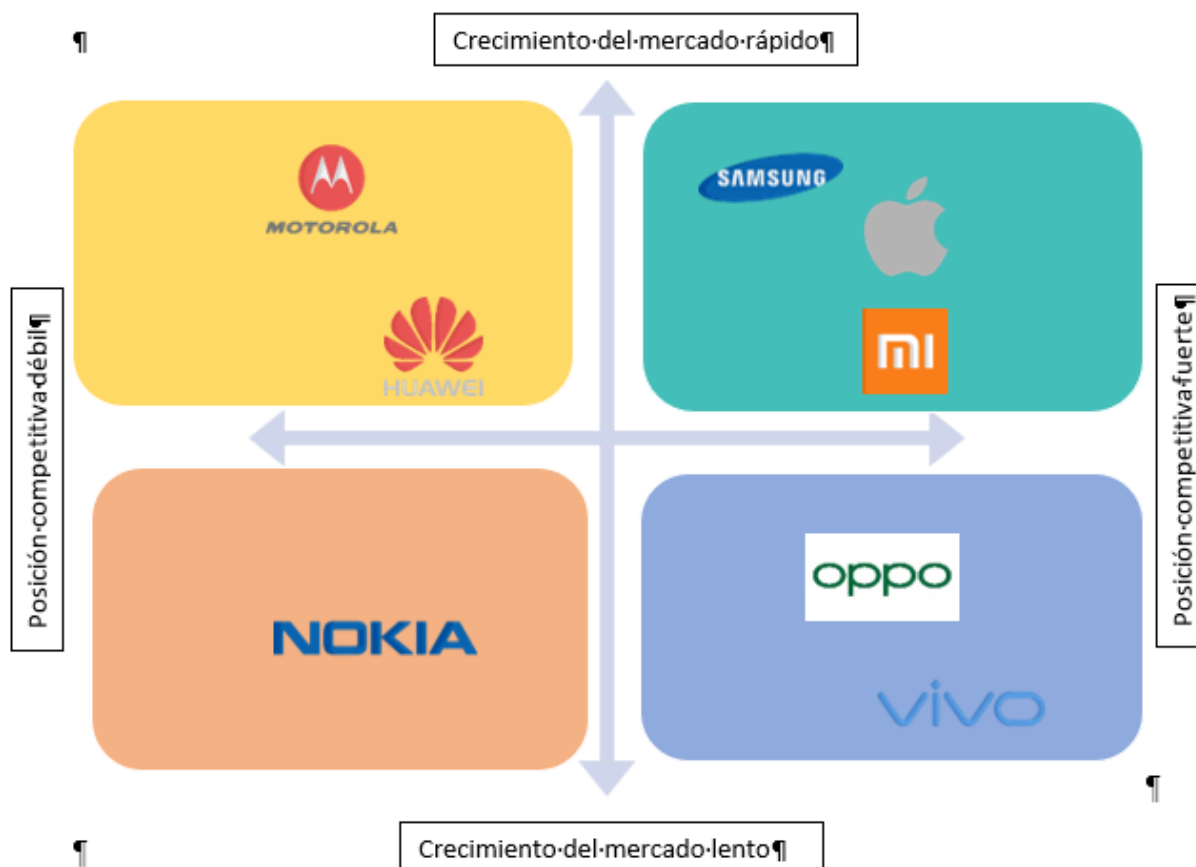 ¶
Crecimiento·del·mercado·rápido¶
SAMSUNG
MOTOROLA
HUAWEI
mi
Posición·competitiva·débil¶
Posición·competitiva·fuerte¶
oppo
NOKIA
vivo
¶
¶
Crecimiento·del·mercado·lento¶